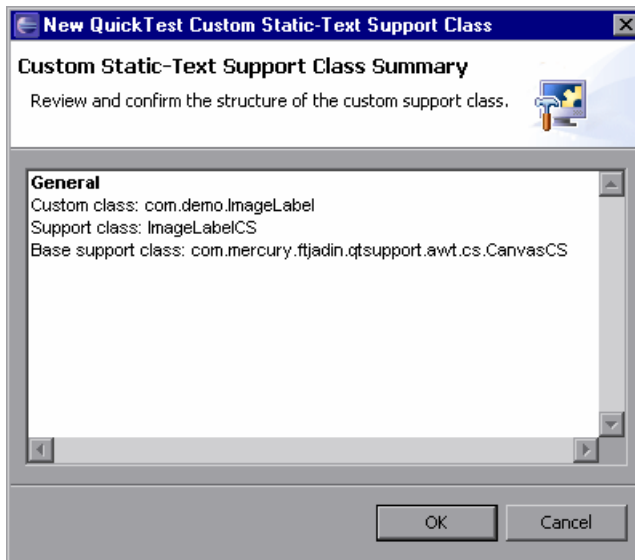 New QuickTest Custom Static-Text Support Class
Custom Static-Text Support Class Summary
Review and confirm the structure of the custom support class.
General
Custom class: com.demo.ImageLabel
Support class: ImageLabelCS
Base support class: com.mercury.ftjadin.qtsupport.awt.cs.CanvasCS
OK
Cancel